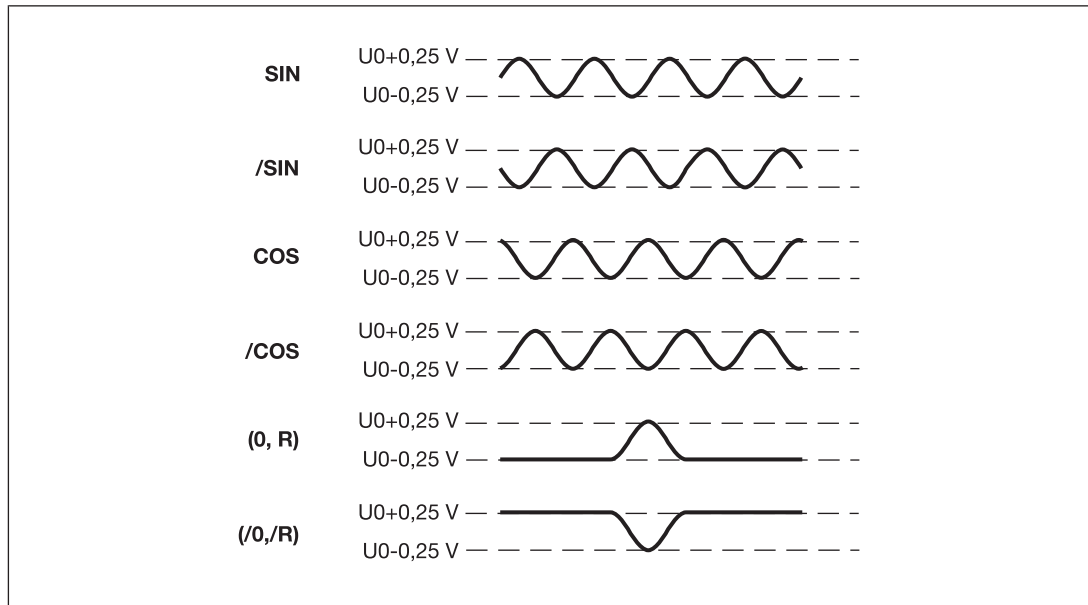 U0+0,25 V
SIN
U0-0,25 V
U0+0,25 V
/SIN
U0-0,25 V
U0+0,25 V
COS
U0-0,25 V
U0+0,25 V
/COS
U0-0,25 V
U0+0,25 V
(0, R)
U0-0,25 V
U0+0,25 V
(/0,/R)
U0-0,25 V